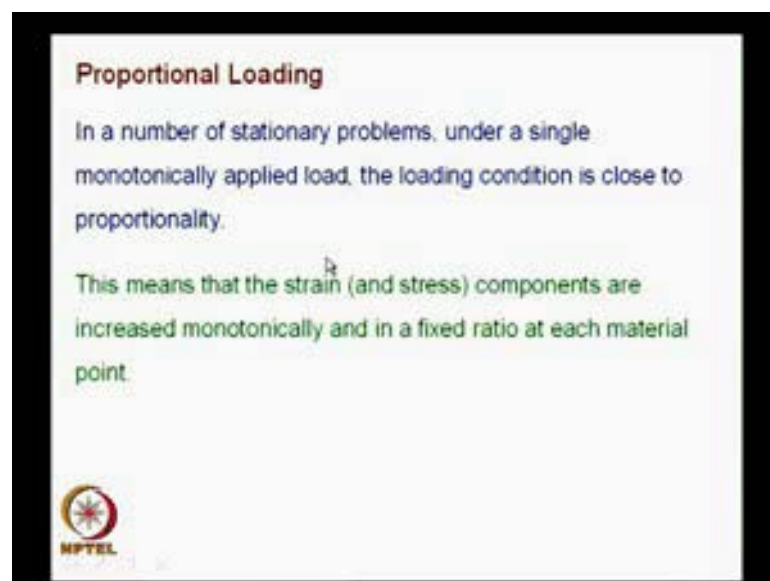 Proportional Loading
In a number of stationary problems, under a single
monotonically applied load, the loading condition is close to
proportionality.
This means that the strain (and stress) components are
increased monotonically and in a fixed ratio at each material
point.
NPTEL